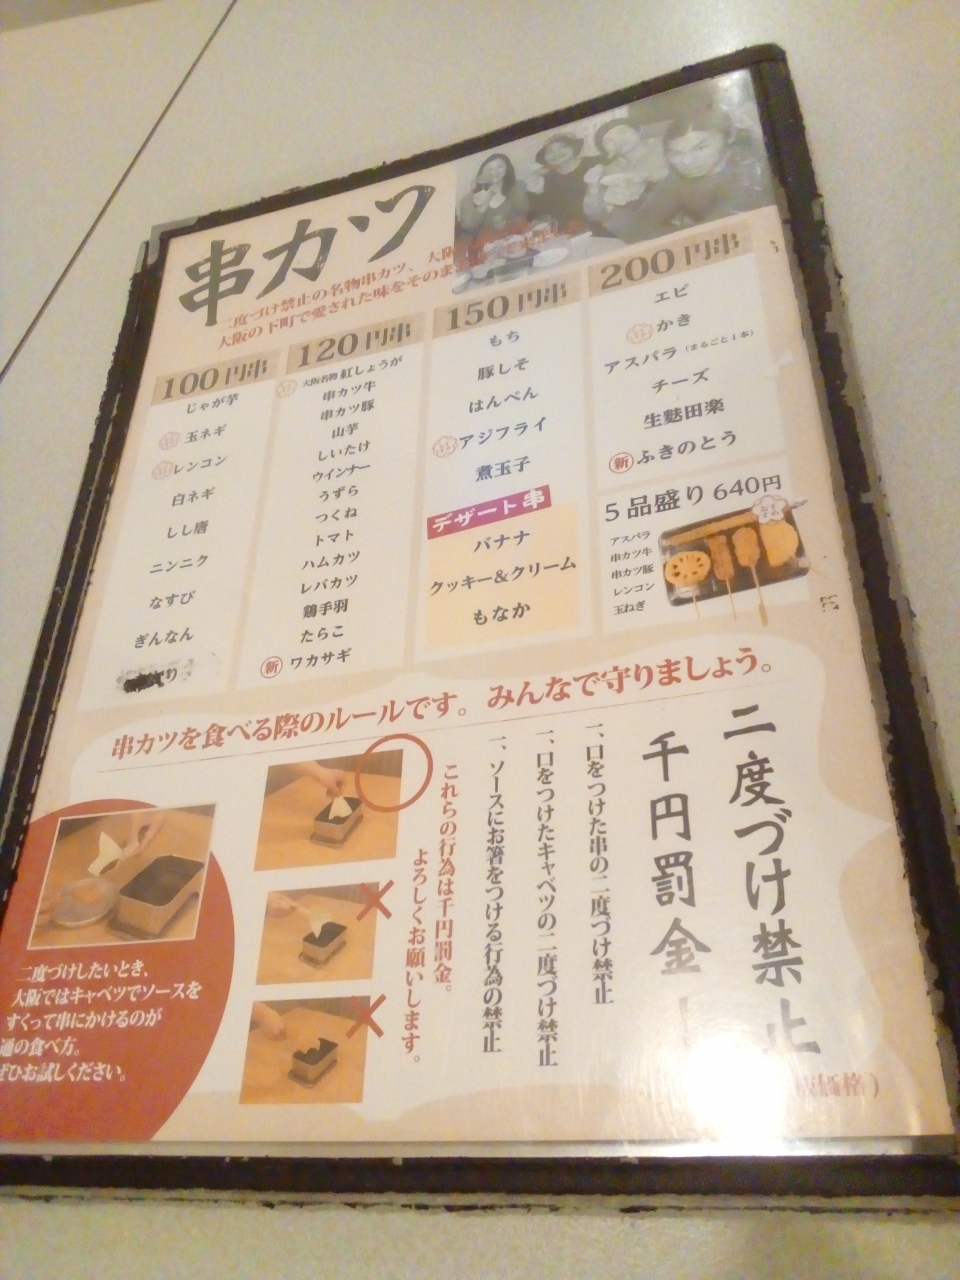 串カツ
二度づけ禁止の名物串カツ、大阪
大阪の下町で愛された味をそのまま
100円串
じゃが芋
玉ネギ
レンコン
白ネギ
しし唐
ニンニク
なすび
ぎんなん
120円串
大阪名物 紅しょうが
串カツ牛
串カツ豚
山芋
しいたけ
ウインナー
うずら
つくね
トマト
ハムカツ
レバカツ
鶏手羽
たらこ
新 ワカサギ
150円串
もち
豚しそ
はんぺん
アジフライ
煮玉子
デザート串
バナナ
クッキー&クリーム
もなか
200円串
エビ
かき
アスパラ(まるごと1本)
チーズ
生麩田楽
新 ふきのとう
5品盛り640円
アスパラ
串カツ牛
串カツ豚
レンコン
玉ねぎ
串カツを食べる際のルールです。みんなで守りましょう。
二度づけ禁止
千円罰金
一、口をつけた串の二度づけ禁止
一、口をつけたキャベツの二度づけ禁止
一、ソースにお箸をつける行為の禁止
これらの行為は千円罰金。
よろしくお願いします。
二度づけしたいとき、
大阪ではキャベツでソースを
すくって串にかけるのが
通の食べ方。
ぜひお試しください。
価格)